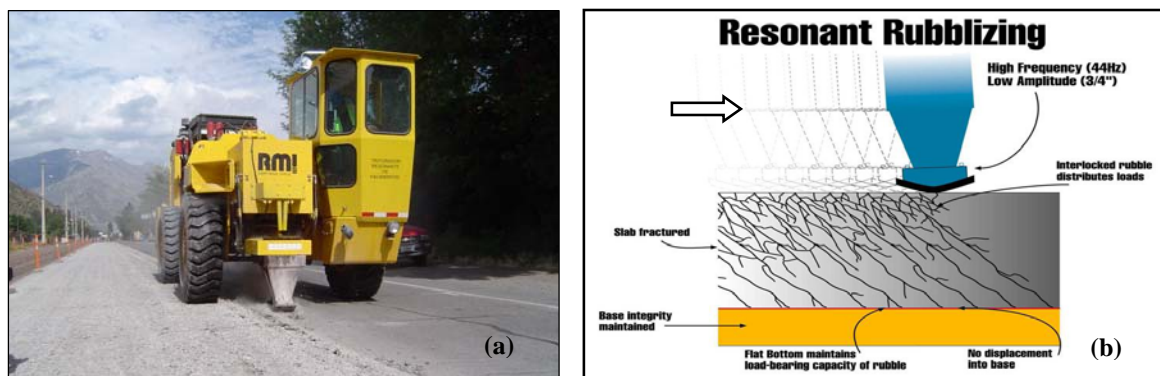 RMI
(a)
Resonant Rubblizing
High Frequency (44Hz)
Low Amplitude (3/4")
Interlocked rubble
distributes loads
Slab fractured
Base integrity
maintained
Flat Bottom maintains
load-bearing capacity of rubble
No displacement
into base
(b)